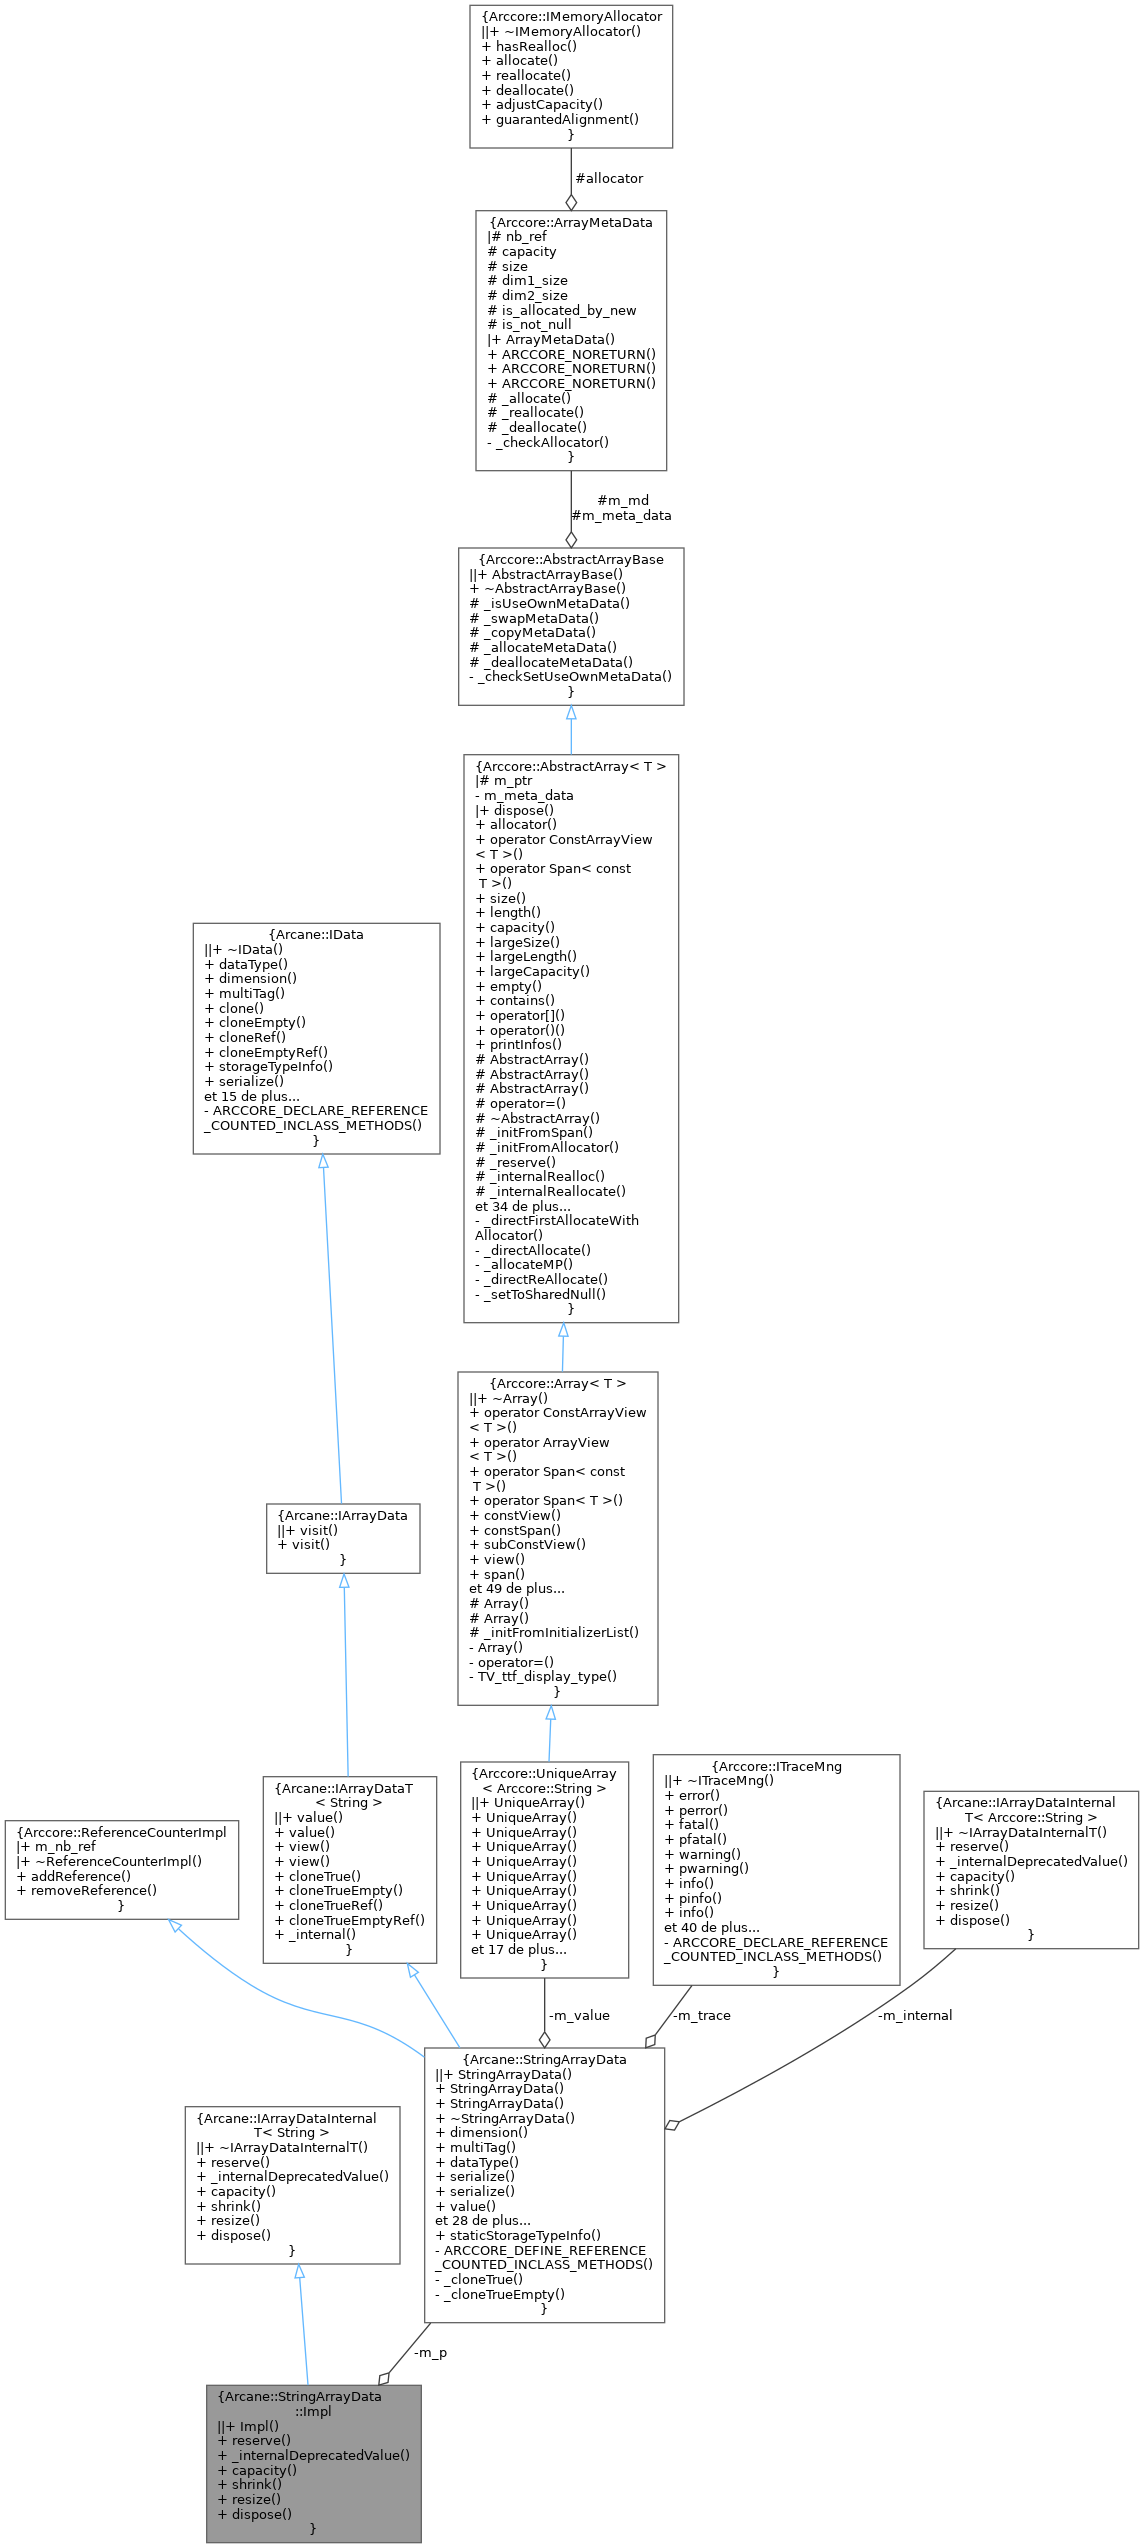 {Arccore::IMemoryAllocator
||+ ~IMemoryAllocator()
+ hasRealloc()
+ allocate()
+ reallocate()
+ deallocate()
+ adjustCapacity()
+ guarantedAlignment()
}
#allocator
{Arccore::ArrayMetaData
|# nb_ref
# capacity
# size
# dim1_size
# dim2_size
# is_allocated_by_new
# is_not_null
|+ ArrayMetaData()
+ ARCCORE_NORETURN()
+ ARCCORE_NORETURN()
+ ARCCORE_NORETURN()
# _allocate()
# _reallocate()
# _deallocate()
- _checkAllocator()
}
#m_md
#m_meta_data
{Arccore::AbstractArrayBase
||+ AbstractArrayBase()
+ ~AbstractArrayBase()
# _isUseOwnMetaData()
# _swapMetaData()
# _copyMetaData()
# _allocateMetaData()
# _deallocateMetaData()
- _checkSetUseOwnMetaData()
}
{Arccore::AbstractArray< T >
|# m_ptr
- m_meta_data
|+ dispose()
+ allocator()
+ operator ConstArrayView
< T >()
+ operator Span< const
 T >()
+ size()
+ length()
+ capacity()
+ largeSize()
+ largeLength()
+ largeCapacity()
+ empty()
+ contains()
+ operator[]()
+ operator()()
+ printInfos()
# AbstractArray()
# AbstractArray()
# AbstractArray()
# operator=()
# ~AbstractArray()
# _initFromSpan()
# _initFromAllocator()
# _reserve()
# _internalRealloc()
# _internalReallocate()
et 34 de plus...
- _directFirstAllocateWith
Allocator()
- _directAllocate()
- _allocateMP()
- _directReAllocate()
- _setToSharedNull()
}
{Arcane::IData
||+ ~IData()
+ dataType()
+ dimension()
+ multiTag()
+ clone()
+ cloneEmpty()
+ cloneRef()
+ cloneEmptyRef()
+ storageTypeInfo()
+ serialize()
et 15 de plus...
- ARCCORE_DECLARE_REFERENCE
_COUNTED_INCLASS_METHODS()
}
{Arccore::Array< T >
||+ ~Array()
+ operator ConstArrayView
< T >()
+ operator ArrayView
< T >()
+ operator Span< const
 T >()
+ operator Span< T >()
+ constView()
+ constSpan()
+ subConstView()
+ view()
+ span()
et 49 de plus...
# Array()
# Array()
# _initFromInitializerList()
- Array()
- operator=()
- TV_ttf_display_type()
}
{Arcane::IArrayData
||+ visit()
+ visit()
}
{Arccore::ReferenceCounterImpl
|+ m_nb_ref
|+ ~ReferenceCounterImpl()
+ addReference()
+ removeReference()
}
{Arcane::IArrayDataT
< String >
||+ value()
+ value()
+ view()
+ view()
+ cloneTrue()
+ cloneTrueEmpty()
+ cloneTrueRef()
+ cloneTrueEmptyRef()
+ _internal()
}
{Arccore::UniqueArray
< Arccore::String >
||+ UniqueArray()
+ UniqueArray()
+ UniqueArray()
+ UniqueArray()
+ UniqueArray()
+ UniqueArray()
+ UniqueArray()
+ UniqueArray()
+ UniqueArray()
+ UniqueArray()
et 17 de plus...
}
{Arccore::ITraceMng
||+ ~ITraceMng()
+ error()
+ perror()
+ fatal()
+ pfatal()
+ warning()
+ pwarning()
+ info()
+ pinfo()
+ info()
et 40 de plus...
- ARCCORE_DECLARE_REFERENCE
_COUNTED_INCLASS_METHODS()
}
{Arcane::IArrayDataInternal
T< Arccore::String >
||+ ~IArrayDataInternalT()
+ reserve()
+ _internalDeprecatedValue()
+ capacity()
+ shrink()
+ resize()
+ dispose()
}
-m_value
-m_trace
-m_internal
{Arcane::StringArrayData
||+ StringArrayData()
+ StringArrayData()
+ StringArrayData()
+ ~StringArrayData()
+ dimension()
+ multiTag()
+ dataType()
+ serialize()
+ serialize()
+ value()
et 28 de plus...
+ staticStorageTypeInfo()
- ARCCORE_DEFINE_REFERENCE
_COUNTED_INCLASS_METHODS()
- _cloneTrue()
- _cloneTrueEmpty()
}
{Arcane::IArrayDataInternal
T< String >
||+ ~IArrayDataInternalT()
+ reserve()
+ _internalDeprecatedValue()
+ capacity()
+ shrink()
+ resize()
+ dispose()
}
-m_p
{Arcane::StringArrayData
::Impl
||+ Impl()
+ reserve()
+ _internalDeprecatedValue()
+ capacity()
+ shrink()
+ resize()
+ dispose()
}